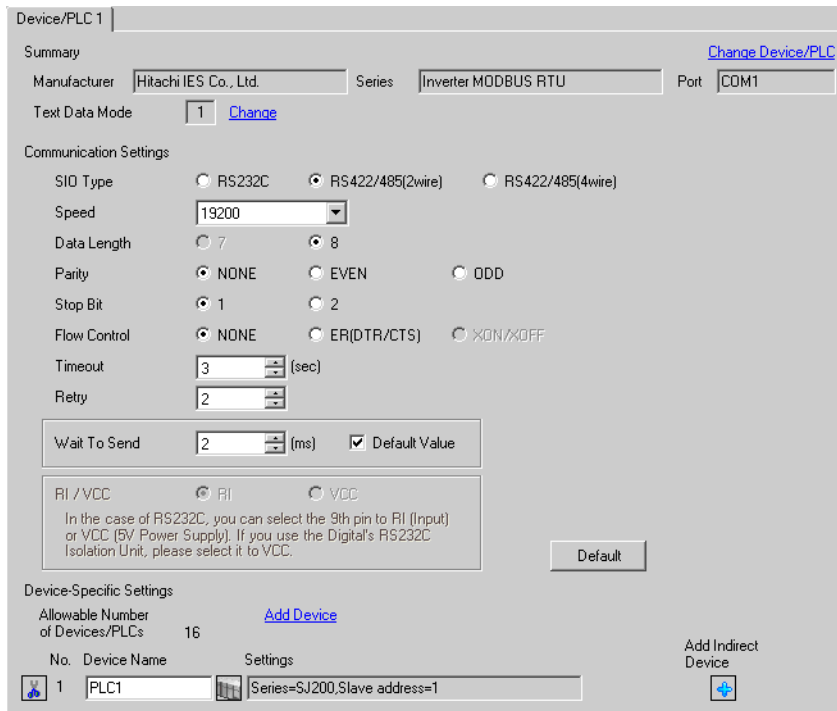 Device/PLC 1
Summary
Change Device/PLC
Manufacturer Hitachi IES Co., Ltd. Series Inverter MODBUS RTU Port COM1
Text Data Mode 1 Change
Communication Settings
SIO Type RS232C RS422/485(2wire) RS422/485(4wire)
Speed 19200
Data Length 7 8
Parity NONE EVEN ODD
Stop Bit 1 2
Flow Control NONE ER(DTR/CTS) XON/XOFF
Timeout 3 (sec)
Retry 2
Wait To Send 2 (ms) Default Value
RI / VCC RI VCC
In the case of RS232C, you can select the 9th pin to RI (Input)
or VCC (5V Power Supply). If you use the Digital's RS232C
Isolation Unit, please select it to VCC.
Default
Device-Specific Settings
Allowable Number
of Devices/PLCs 16
Add Device
No. Device Name Settings
Add Indirect
Device
1 PLC1 Series=SJ200,Slave address=1